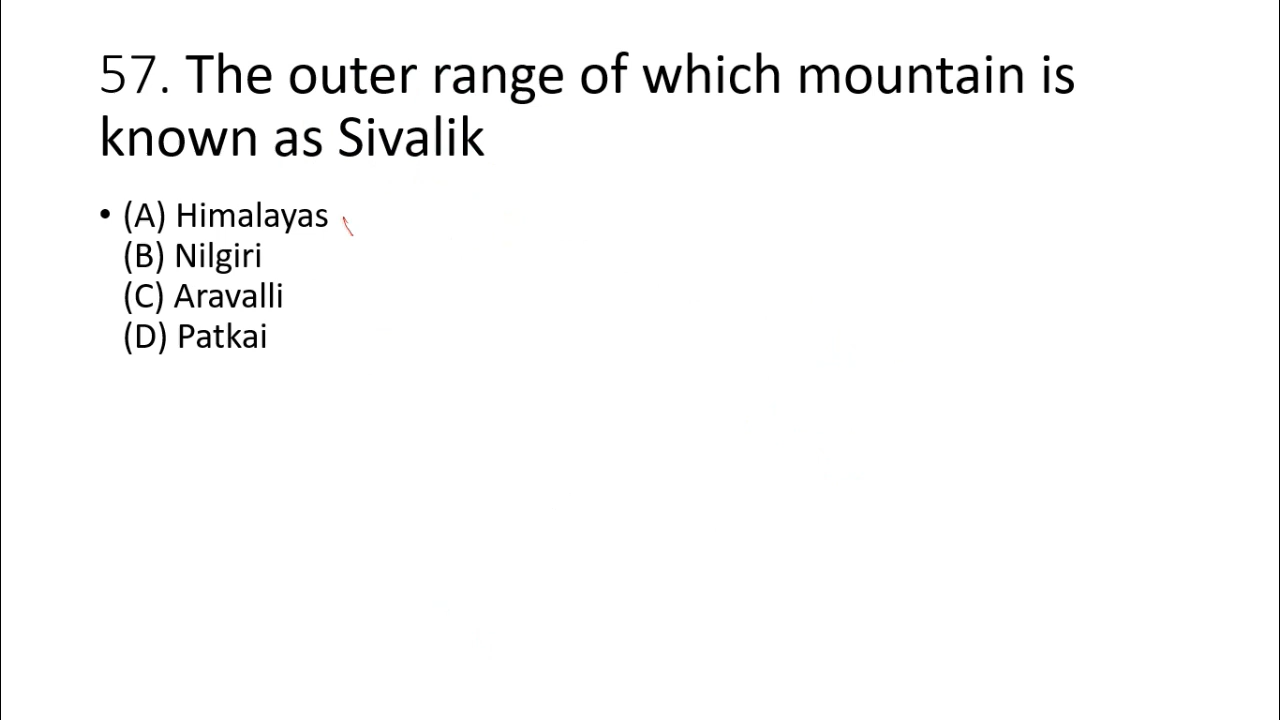 57. The outer range of which mountain is
known as Sivalik
• (A) Himalayas
(B) Nilgiri
(C) Aravalli
(D) Patkai